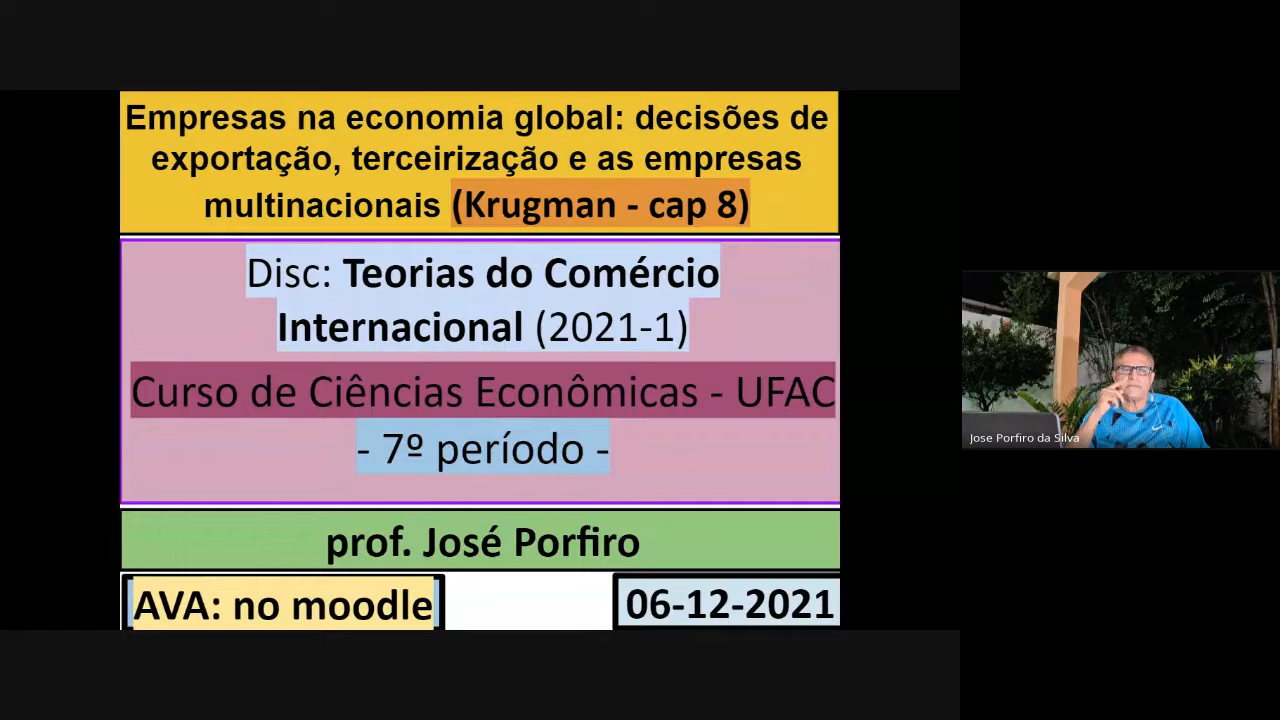 Empresas na economia global: decisões de
exportação, terceirização e as empresas
multinacionais (Krugman - cap 8)
Disc: Teorias do Comércio
Internacional (2021-1)
Curso de Ciências Econômicas - UFAC
- 7º período -
prof. José Porfiro
AVA: no moodle
06-12-2021
Jose Porfiro da Silva